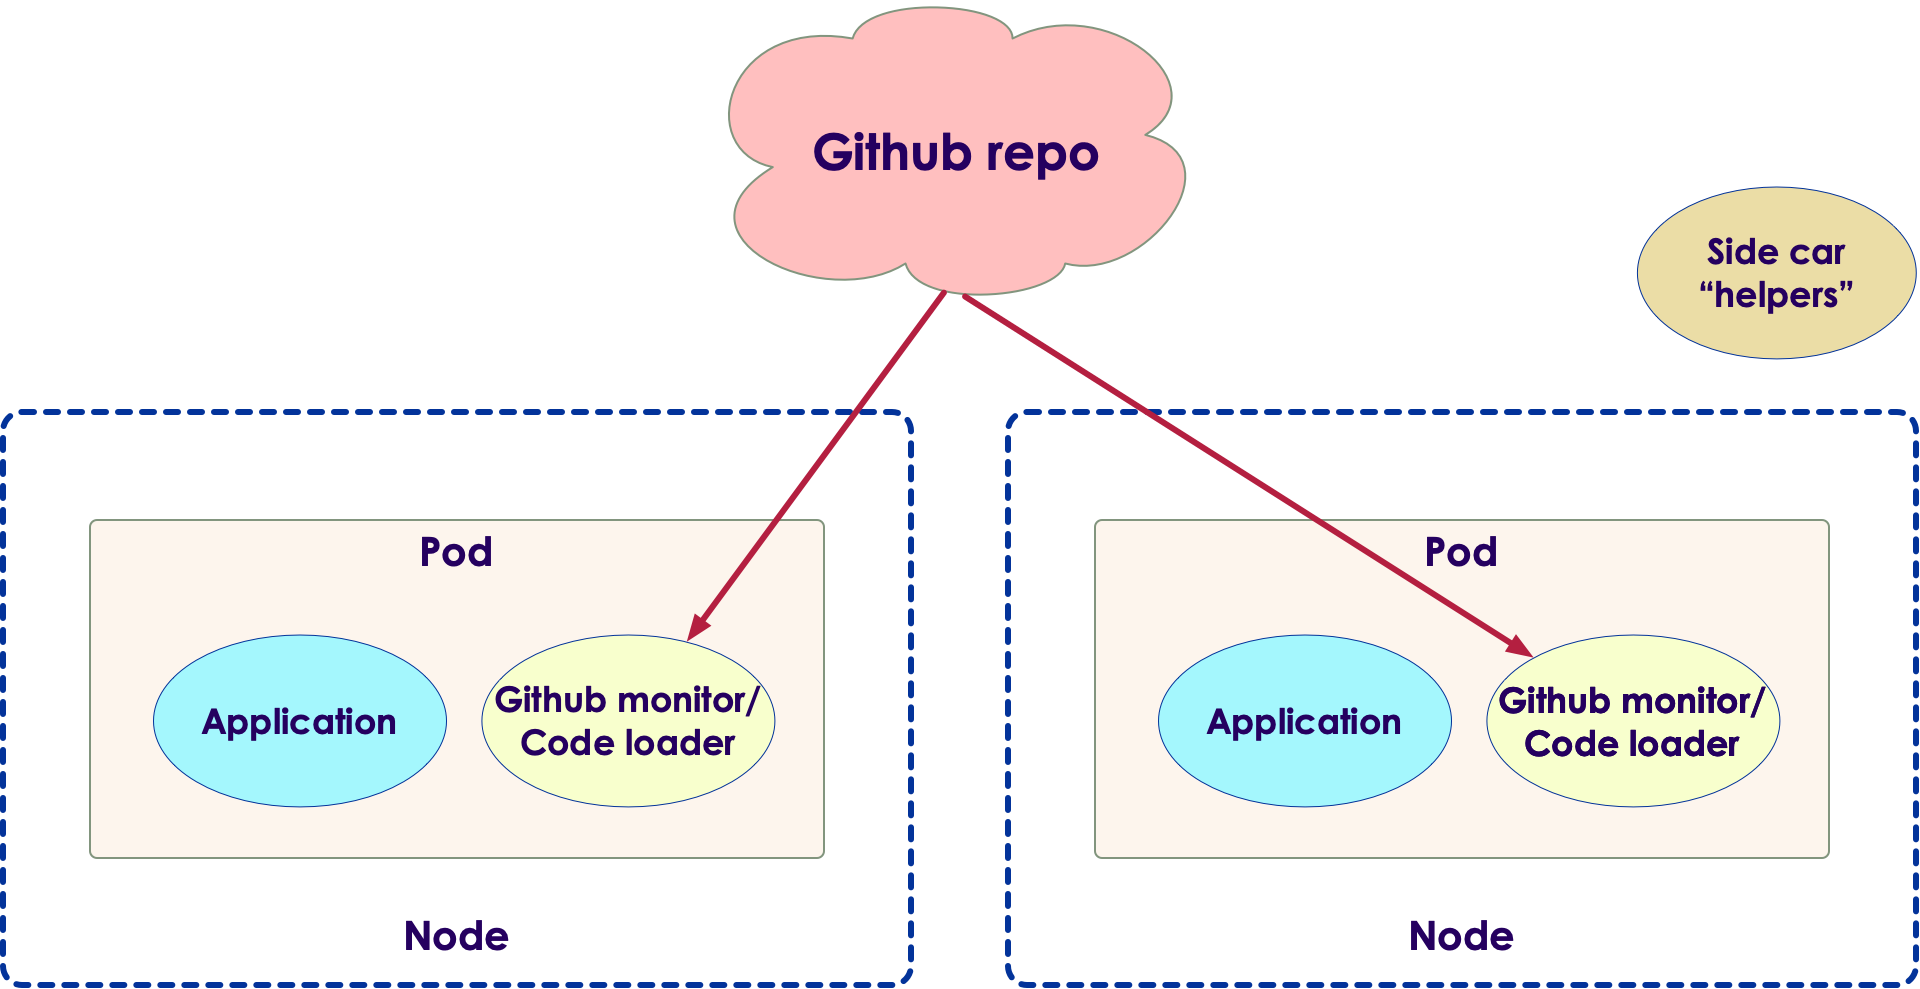 Github repo
Side car
“helpers”
Pod
Application
Github monitor/
Code loader
Node
Pod
Application
Github monitor/
Code loader
Node